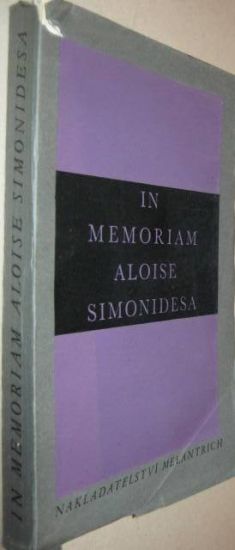 IN MEMORIAM ALOISE SIMONIDESA
IN
MEMORIAM
ALOISE
SIMONIDESA
NAKLADATELSTVÍ MELANTRICH